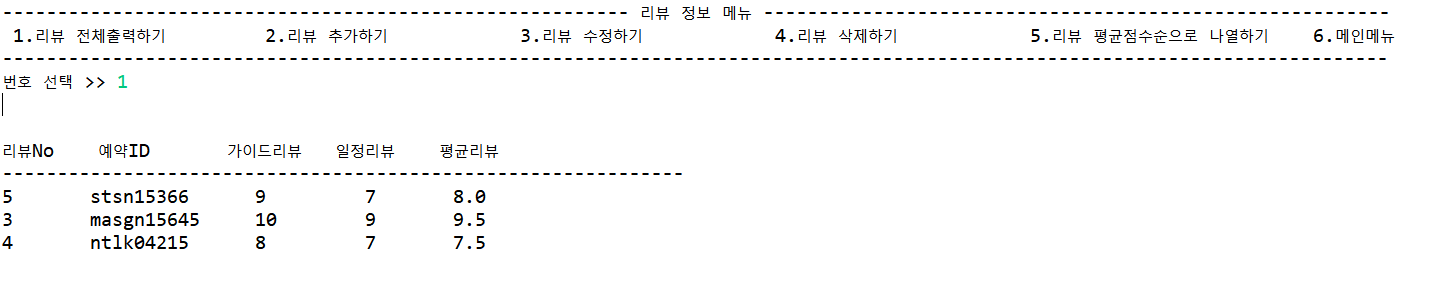 --------------------------------------------------------- 리뷰 정보 메뉴 ---------------------------------------------------------
1.리뷰 전체출력하기 2.리뷰 추가하기 3.리뷰 수정하기 4.리뷰 삭제하기 5.리뷰 평균점수순으로 나열하기 6.메인메뉴
------------------------------------------------------------------------------------------------------------------------------
번호 선택 >> 1
리뷰No 예약ID 가이드리뷰 일정리뷰 평균리뷰
--------------------------------------------------------------
5 stsn15366 9 7 8.0
3 masgn15645 10 9 9.5
4 ntlk04215 8 7 7.5